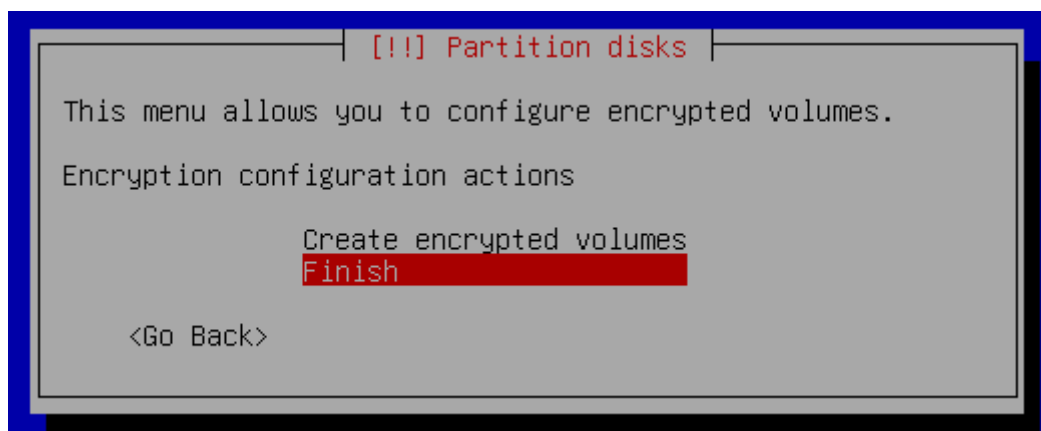 [!!] Partition disks
This menu allows you to configure encrypted volumes.
Encryption configuration actions
Create encrypted volumes
Finish
<Go Back>